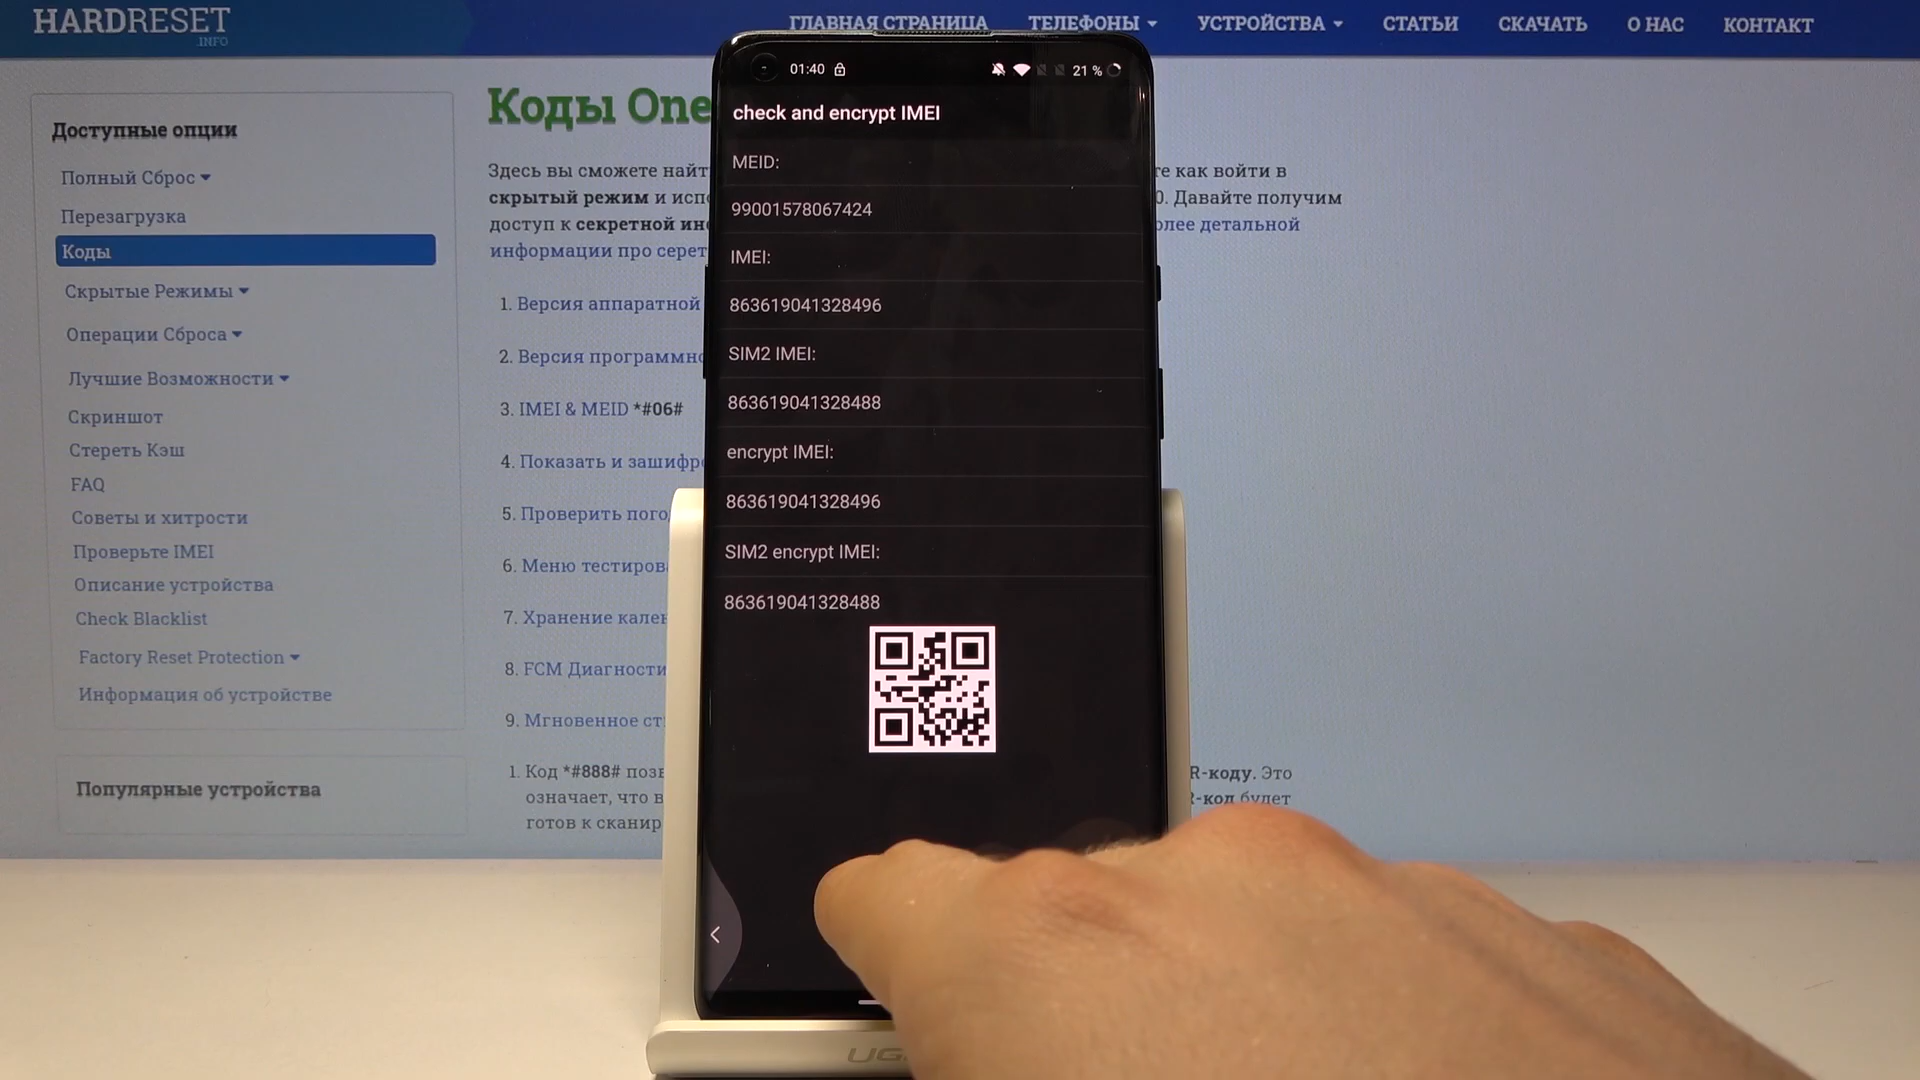 HARDRESET
.INFO
ГЛАВНАЯ СТРАНИЦА ТЕЛЕФОНЫ УСТРОЙСТВА СТАТЬИ СКАЧАТЬ О НАС КОНТАКТ
Доступные опции
Полный Сброс
Перезагрузка
Коды
Скрытые Режимы
Операции Сброса
Лучшие Возможности
Скриншот
Стереть Кэш
FAQ
Советы и хитрости
Проверьте IMEI
Описание устройства
Check Blacklist
Factory Reset Protection
Информация об устройстве
Популярные устройства
Коды One
Здесь вы сможете найт
те как войти в
скрытый режим и исп
0. Давайте получим
доступ к секретной ин
олее детальной
информации про серет
1. Версия аппаратной
2. Версия программн
3. IMEI & MEID *#06#
4. Показать и зашифр
5. Проверить пого
6. Меню тестиров
7. Хранение кален
8. FCM Диагности
9. Мгновенное ст
1. Код *#888# поз
R-коду. Это
означает, что в
R-код будет
готов к сканир
01:40 21 %
check and encrypt IMEI
MEID:
99001578067424
IMEI:
863619041328496
SIM2 IMEI:
863619041328488
encrypt IMEI:
863619041328496
SIM2 encrypt IMEI:
863619041328488
UG